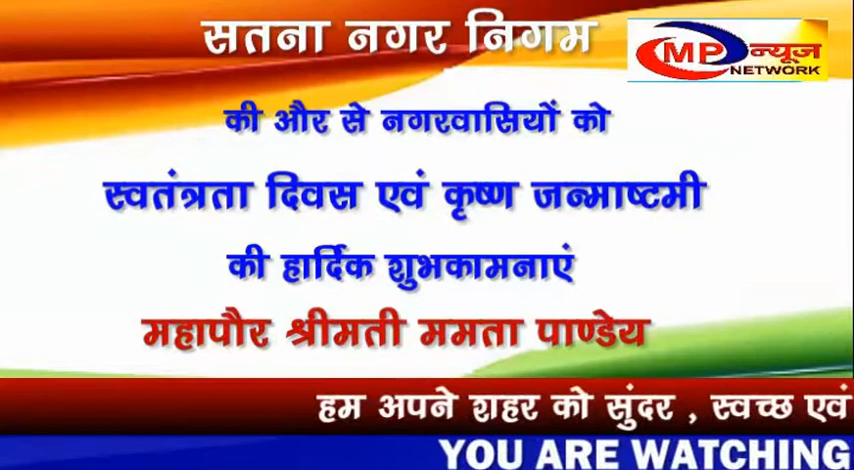 सतना नगर निगम
MP न्यूज NETWORK
की और से नगरवासियों को
स्वतंत्रता दिवस एवं कृष्ण जन्माष्टमी
की हार्दिक शुभकामनाएं
महापौर श्रीमती ममता पाण्डेय
हम अपने शहर को सुंदर , स्वच्छ एवं
YOU ARE WATCHING